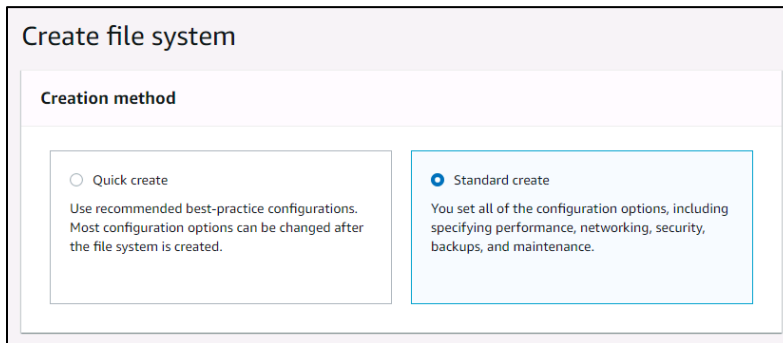 Create file system
Creation method
Quick create
Use recommended best-practice configurations.
Most configuration options can be changed after
the file system is created.
Standard create
You set all of the configuration options, including
specifying performance, networking, security,
backups, and maintenance.